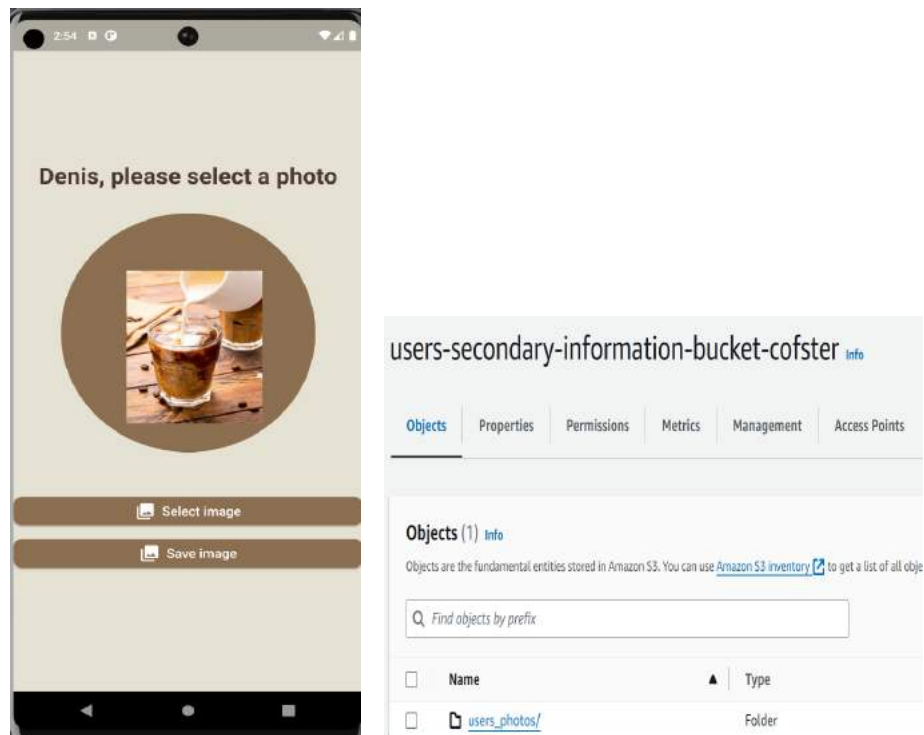 2:54
Denis, please select a photo
Select image
Save image
users-secondary-information-bucket-cofster Info
Objects Properties Permissions Metrics Management Access Points
Objects (1) Info
Objects are the fundamental entities stored in Amazon S3. You can use Amazon S3 inventory to get a list of all obje
Find objects by prefix
Name Type
users_photos/ Folder